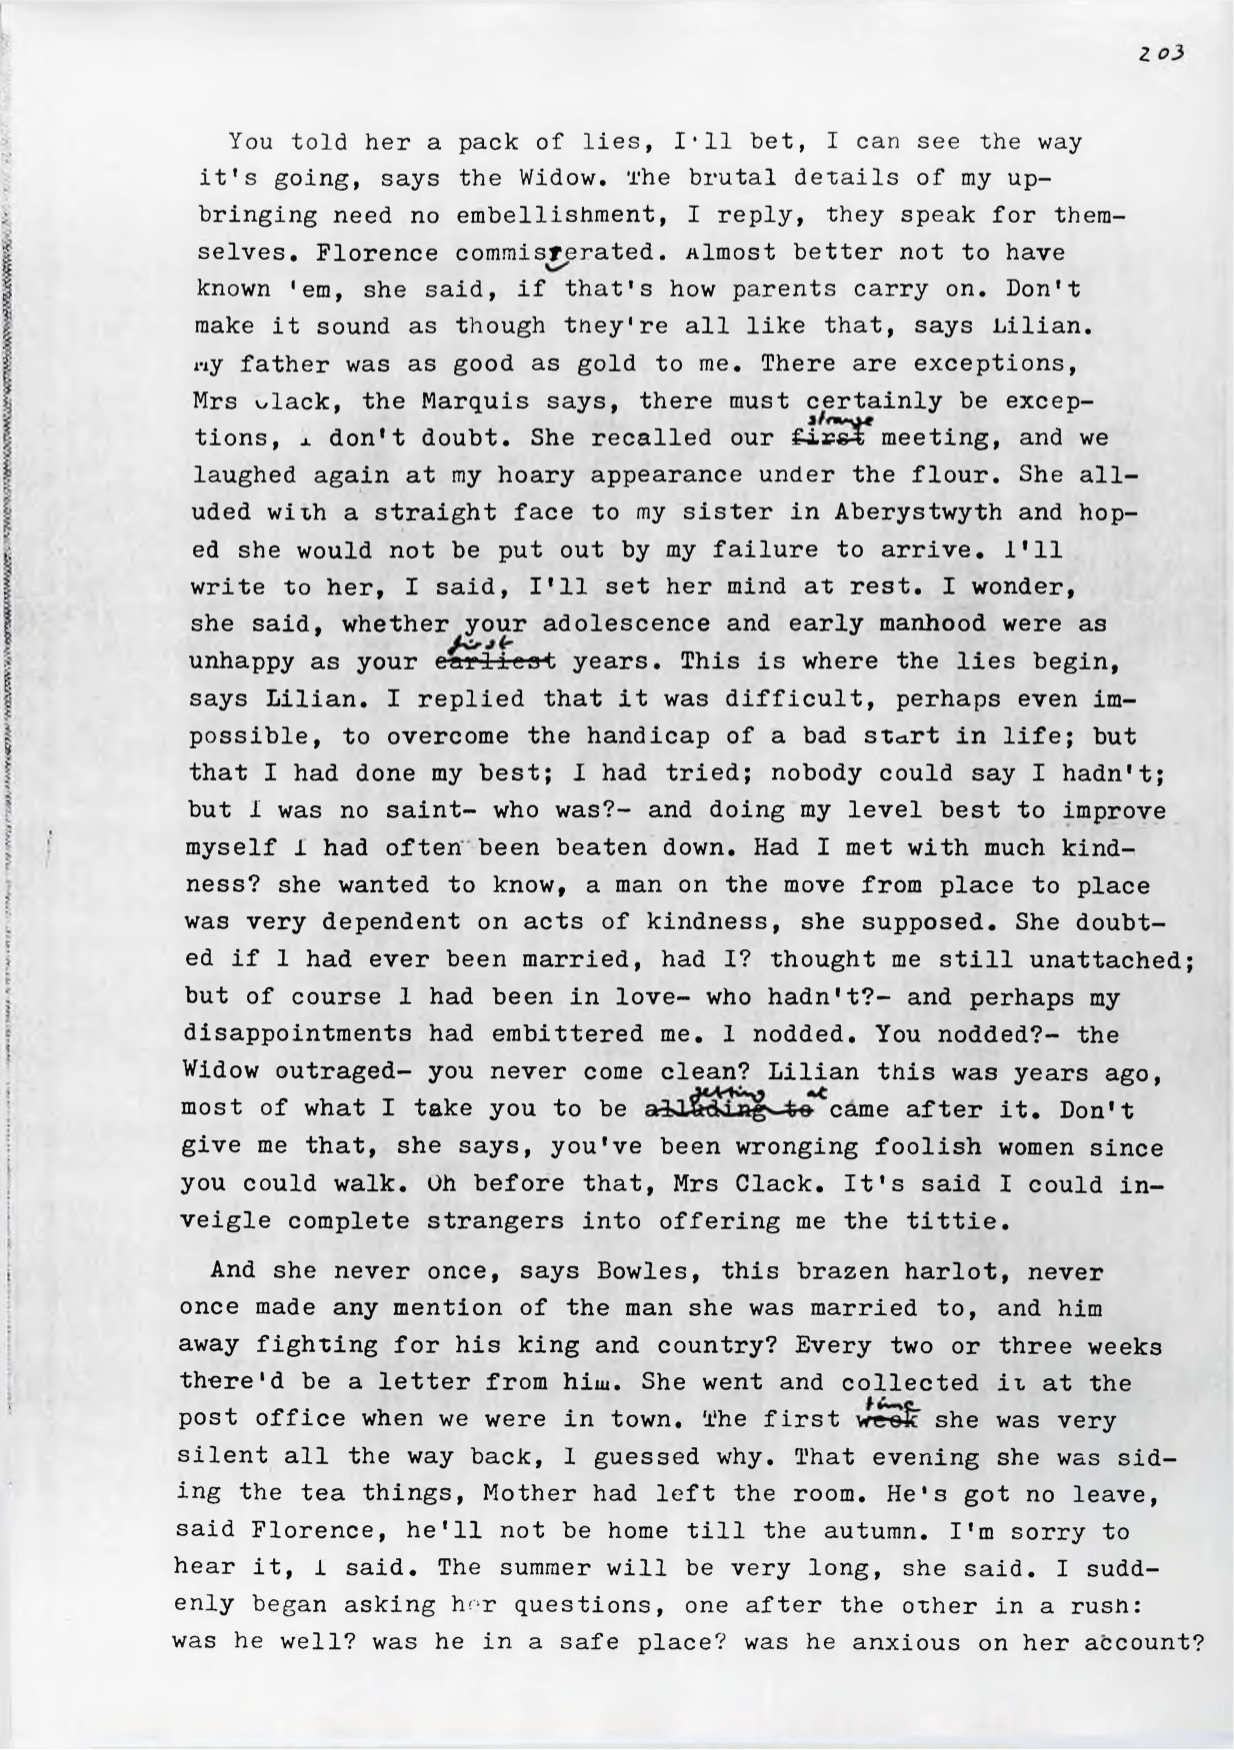 203
You told her a pack of lies, I'll bet, I can see the way
it's going, says the Widow. The brutal details of my up-
bringing need no embellishment, I reply, they speak for them-
selves. Florence commiserated. Almost better not to have
known 'em, she said, if that's how parents carry on. Don't
make it sound as though they're all like that, says Lilian.
My father was as good as gold to me. There are exceptions,
Mrs Clack, the Marquis says, there must certainly be excep-
strange
tions, I don't doubt. She recalled our first meeting, and we
laughed again at my hoary appearance under the flour. She all-
uded with a straight face to my sister in Aberystwyth and hop-
ed she would not be put out by my failure to arrive. I'll
write to her, I said, I'll set her mind at rest. I wonder,
she said, whether your adolescence and early manhood were as
first
unhappy as your earliest years. This is where the lies begin,
says Lilian. I replied that it was difficult, perhaps even im-
possible, to overcome the handicap of a bad start in life; but
that I had done my best; I had tried; nobody could say I hadn't;
but I was no saint- who was?- and doing my level best to improve
myself I had often been beaten down. Had I met with much kind-
ness? she wanted to know, a man on the move from place to place
was very dependent on acts of kindness, she supposed. She doubt-
ed if I had ever been married, had I? thought me still unattached;
but of course I had been in love- who hadn't?- and perhaps my
disappointments had embittered me. I nodded. You nodded?- the
Widow outraged- you never come clean? Lilian this was years ago,
getting at
most of what I take you to be alluding to came after it. Don't
give me that, she says, you've been wronging foolish women since
you could walk. Oh before that, Mrs Clack. It's said I could in-
veigle complete strangers into offering me the tittie.
And she never once, says Bowles, this brazen harlot, never
once made any mention of the man she was married to, and him
away fighting for his king and country? Every two or three weeks
there'd be a letter from him. She went and collected it at the
time
post office when we were in town. The first week she was very
silent all the way back, I guessed why. That evening she was sid-
ing the tea things, Mother had left the room. He's got no leave,
said Florence, he'll not be home till the autumn. I'm sorry to
hear it, I said. The summer will be very long, she said. I sudd-
enly began asking her questions, one after the other in a rush:
was he well? was he in a safe place? was he anxious on her account?